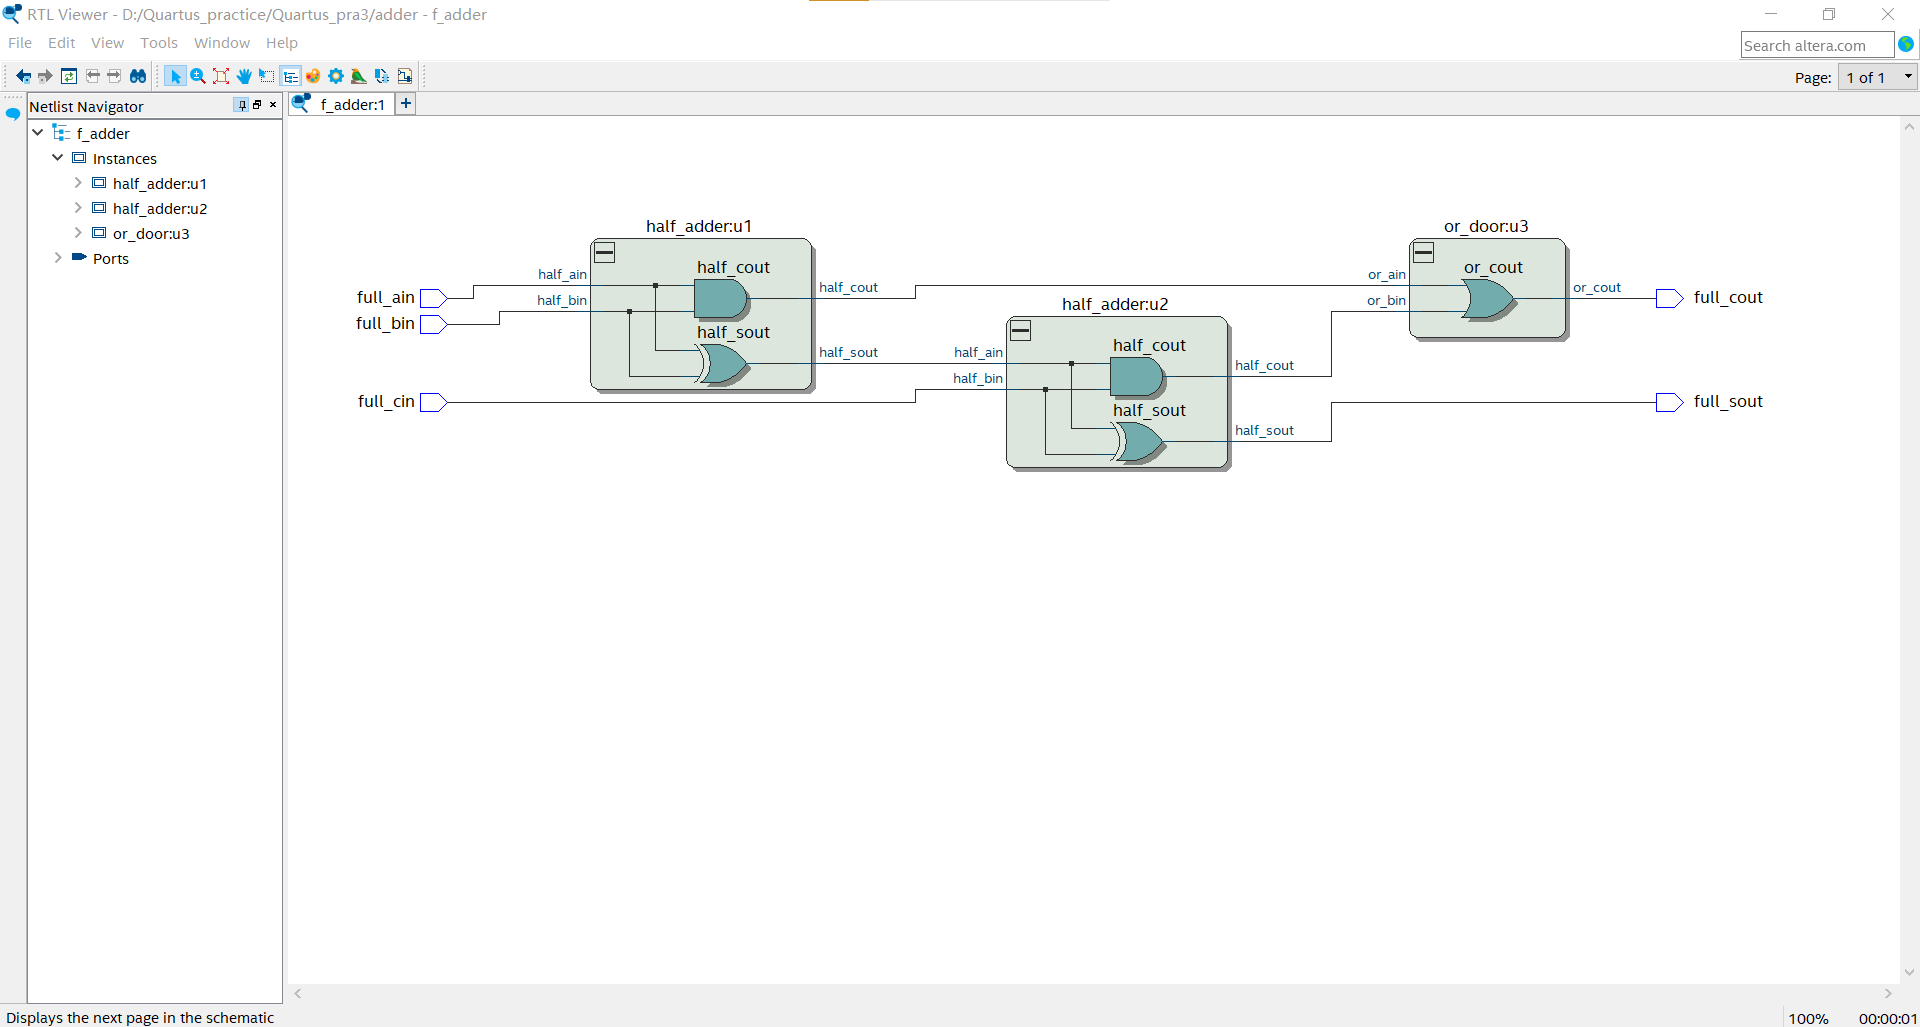 RTL Viewer - D:/Quartus_practice/Quartus_pra3/adder - f_adder
File Edit View Tools Window Help
Search altera.com
Page: 1 of 1
Netlist Navigator
f_adder:1
f_adder
Instances
half_adder:u1
half_adder:u2
or_door:u3
Ports
half_adder:u1
or_door:u3
half_ain
half_cout
or_ain
or_cout
full_ain
half_bin
half_cout
or_bin
or_cout
full_cout
full_bin
half_adder:u2
half_sout
half_sout
half_ain
half_cout
half_bin
half_cout
full_cin
half_sout
half_sout
full_sout
Displays the next page in the schematic
100% 00:00:01